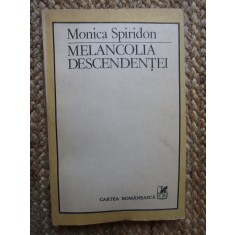 Monica Spiridon
MELANCOLIA
DESCENDENȚEI
CARTEA ROMÂNEASCĂ